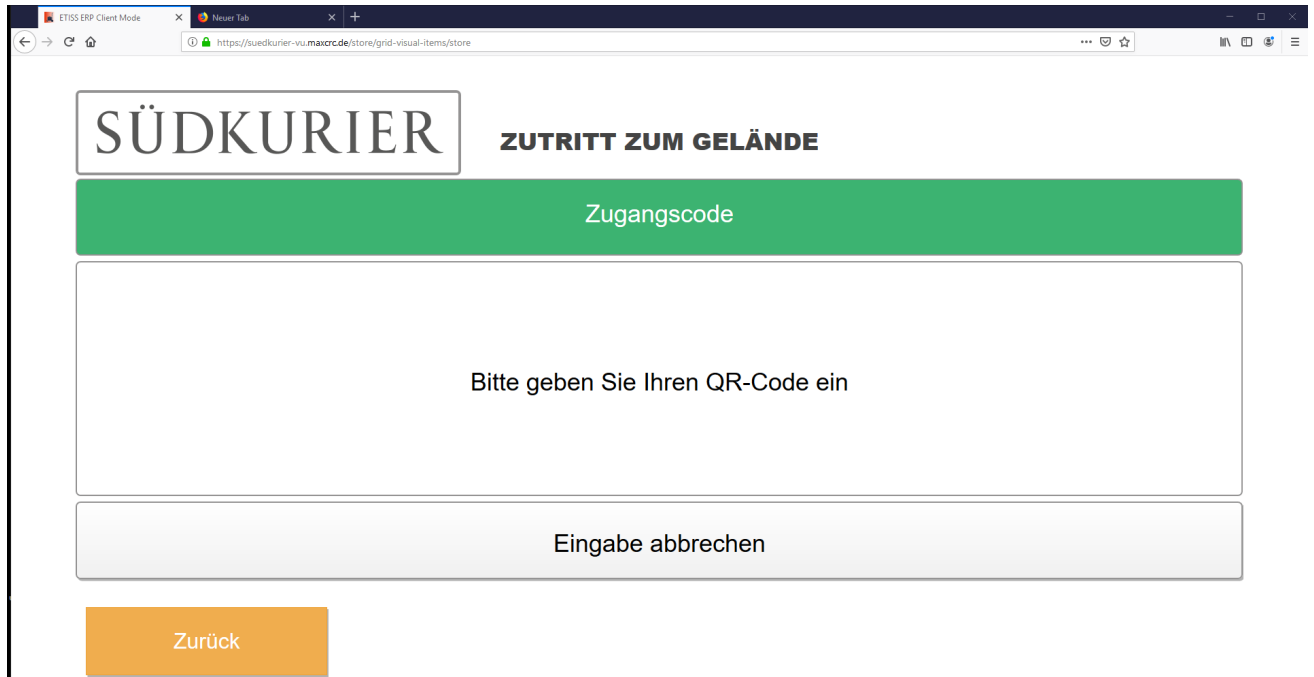 ETISS ERP Client Mode
Neuer Tab
https://suedkurier-vu.maxcrc.de/store/grid-visual-items/store
SÜDKURIER
ZUTRITT ZUM GELÄNDE
Zugangscode
Bitte geben Sie Ihren QR-Code ein
Eingabe abbrechen
Zurück